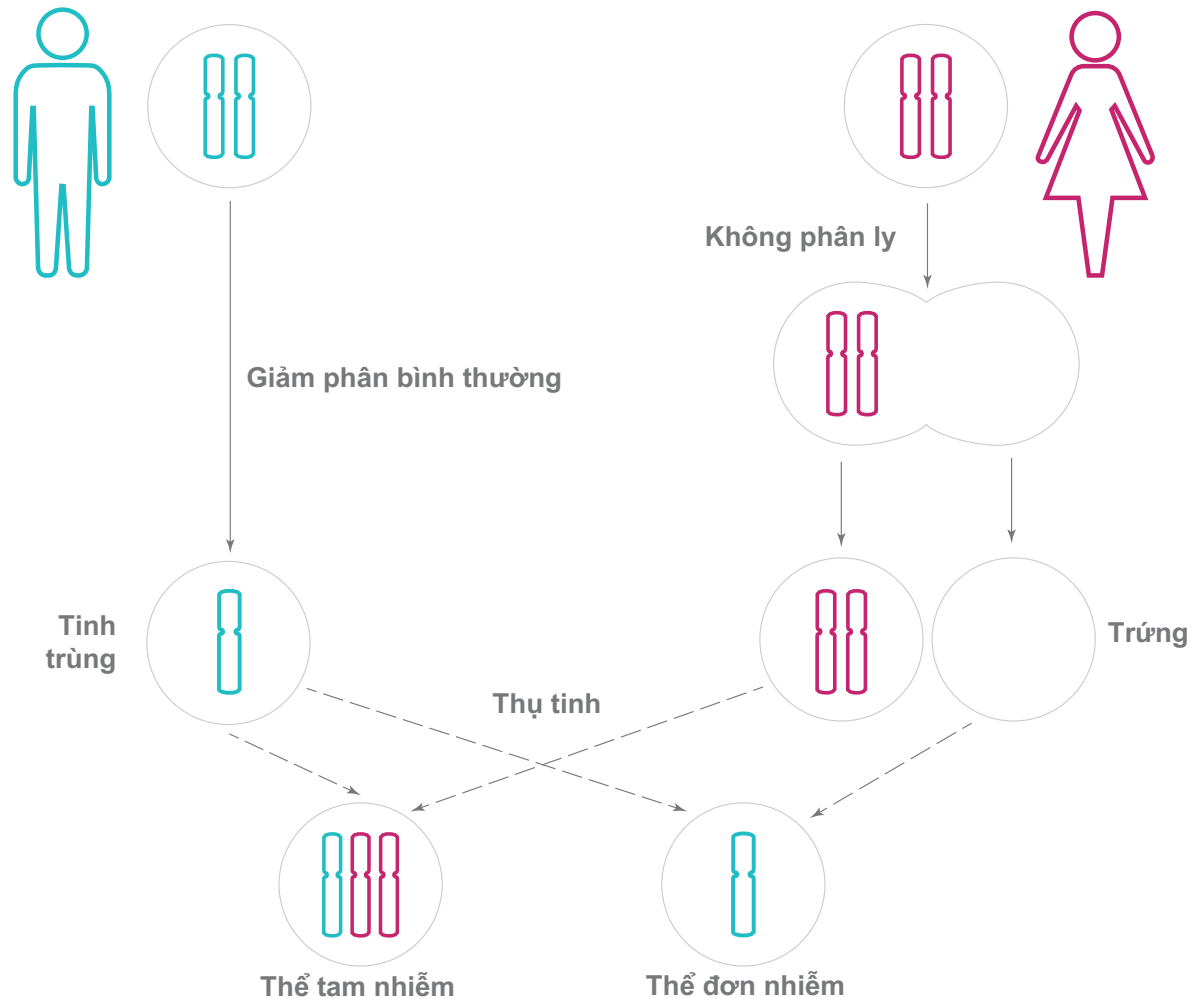 Không phân ly
Giảm phân bình thường
Tinh
trùng
Trứng
Thụ tinh
Thể tam nhiễm
Thể đơn nhiễm